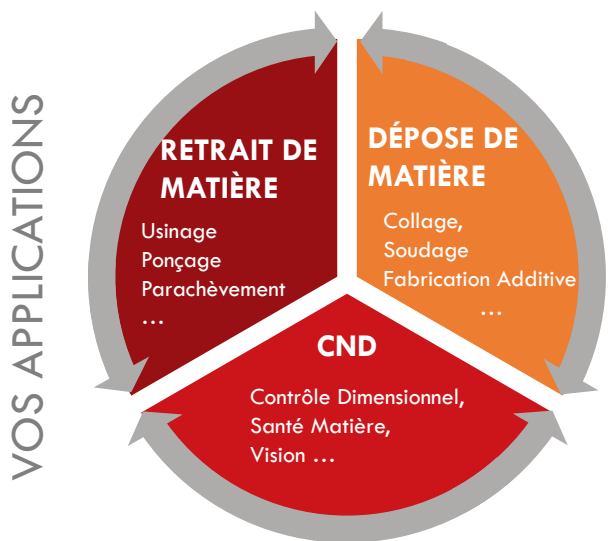 VOS APPLICATIONS
RETRAIT DE
MATIÈRE
Usinage
Ponçage
Parachèvement
...
DÉPOSE DE
MATIÈRE
Collage,
Soudage
Fabrication Additive
...
CND
Contrôle Dimensionnel,
Santé Matière,
Vision ...